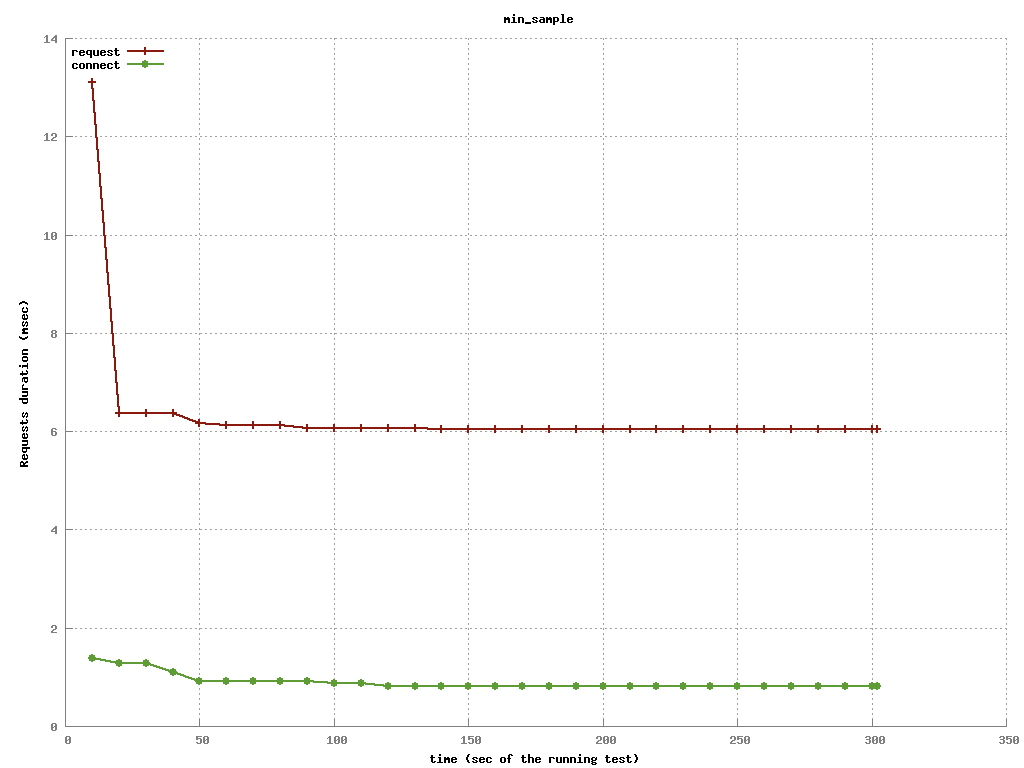 min_sample
14
request
connect
12
10
8
Requests duration (msec)
6
4
2
0
0 50 100 150 200 250 300 350
time (sec of the running test)